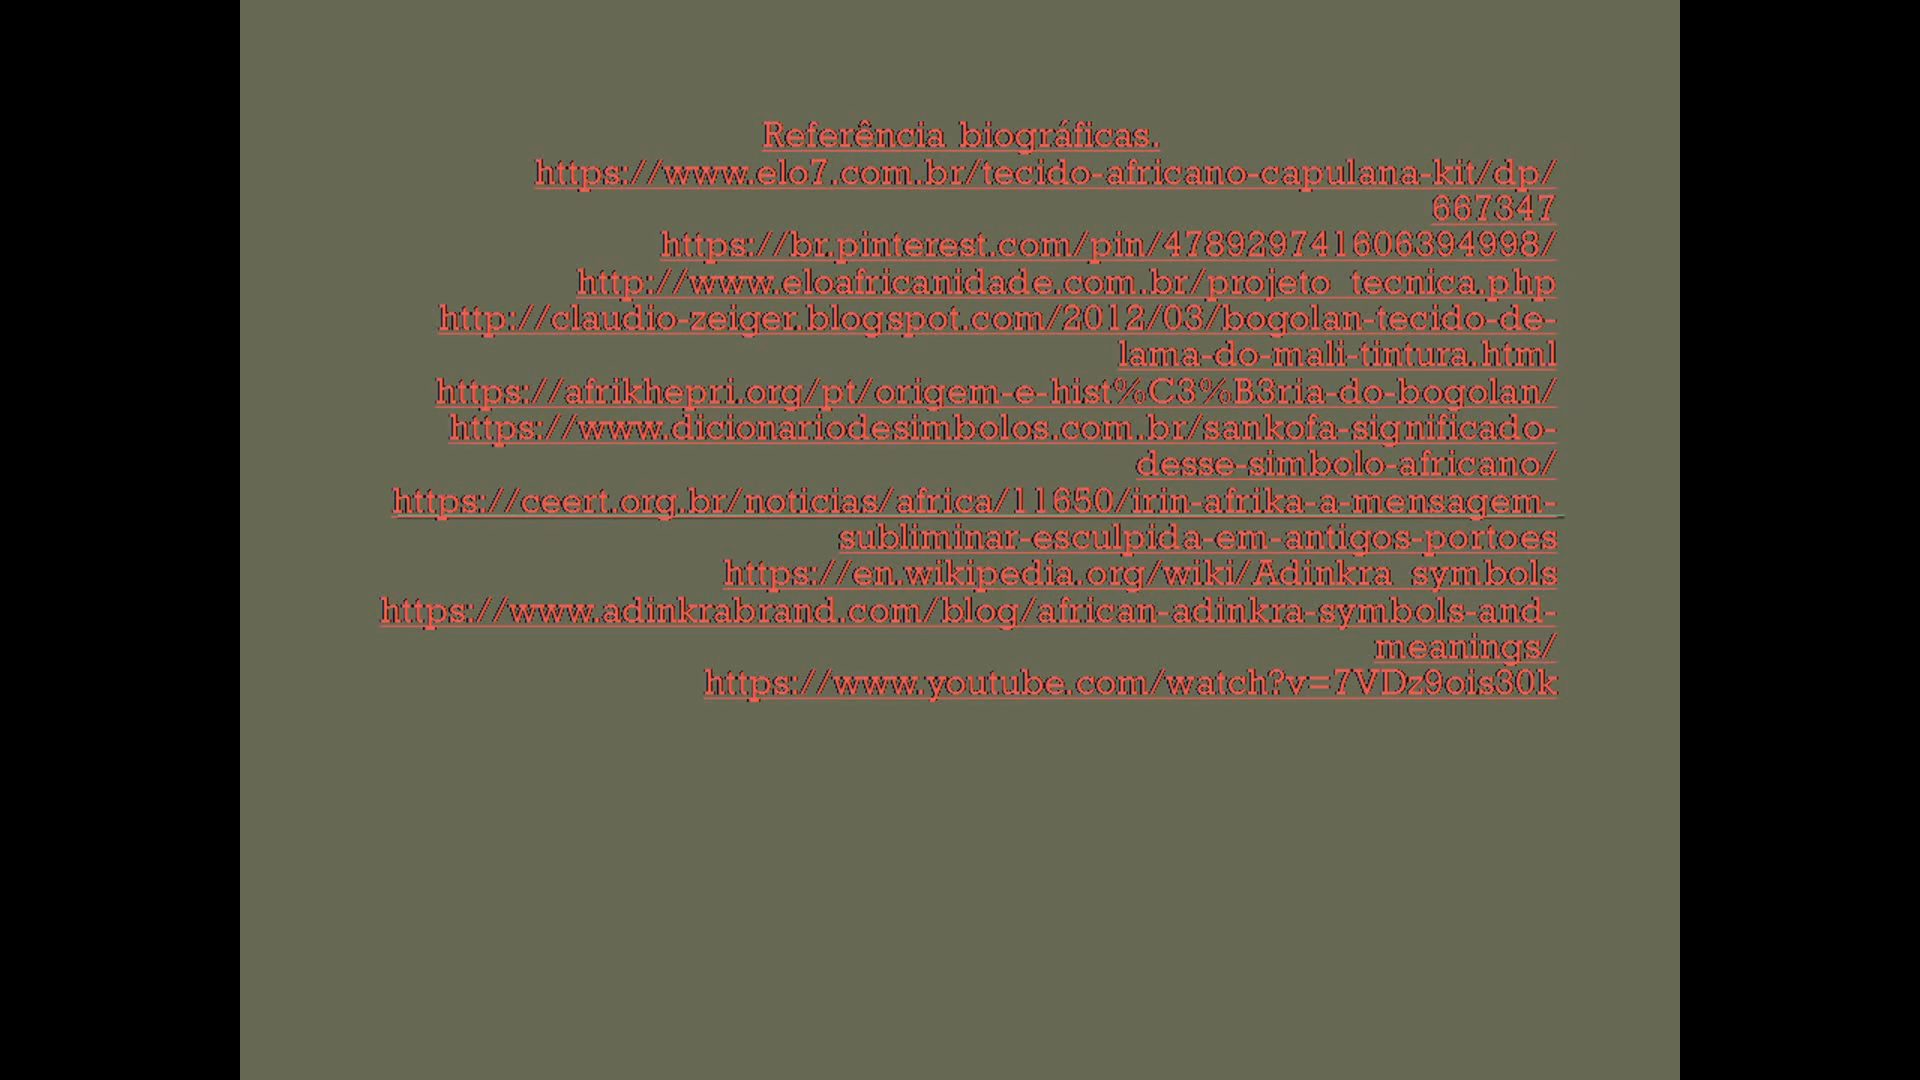 Referência biográficas.
https://www.elo7.com.br/tecido-africano-capulana-kit/dp/
667347
https://br.pinterest.com/pin/478929741606394998/
http://www.eloafricanidade.com.br/projeto_tecnica.php
http://claudio-zeiger.blogspot.com/2012/03/bogolan-tecido-de-
lama-do-mali-tintura.html
https://afrikhepri.org/pt/origem-e-hist%C3%B3ria-do-bogolan/
https://www.dicionariodesimbolos.com.br/sankofa-significado-
desse-simbolo-africano/
https://ceert.org.br/noticias/africa/11650/irin-afrika-a-mensagem-
subliminar-esculpida-em-antigos-portoes
https://en.wikipedia.org/wiki/Adinkra_symbols
https://www.adinkrabrand.com/blog/african-adinkra-symbols-and-
meanings/
https://www.youtube.com/watch?v=7VDz9ois30k